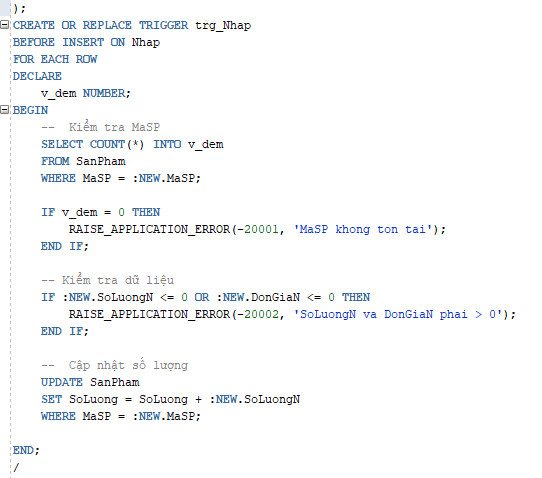 );
CREATE OR REPLACE TRIGGER trg_Nhap
BEFORE INSERT ON Nhap
FOR EACH ROW
DECLARE
    v_dem NUMBER;
BEGIN
    --  Kiểm tra MaSP
    SELECT COUNT(*) INTO v_dem
    FROM SanPham
    WHERE MaSP = :NEW.MaSP;

    IF v_dem = 0 THEN
        RAISE_APPLICATION_ERROR(-20001, 'MaSP khong ton tai');
    END IF;

    -- Kiểm tra dữ liệu
    IF :NEW.SoLuongN <= 0 OR :NEW.DonGiaN <= 0 THEN
        RAISE_APPLICATION_ERROR(-20002, 'SoLuongN va DonGiaN phai > 0');
    END IF;

    --  Cập nhật số lượng
    UPDATE SanPham
    SET SoLuong = SoLuong + :NEW.SoLuongN
    WHERE MaSP = :NEW.MaSP;

END;
/